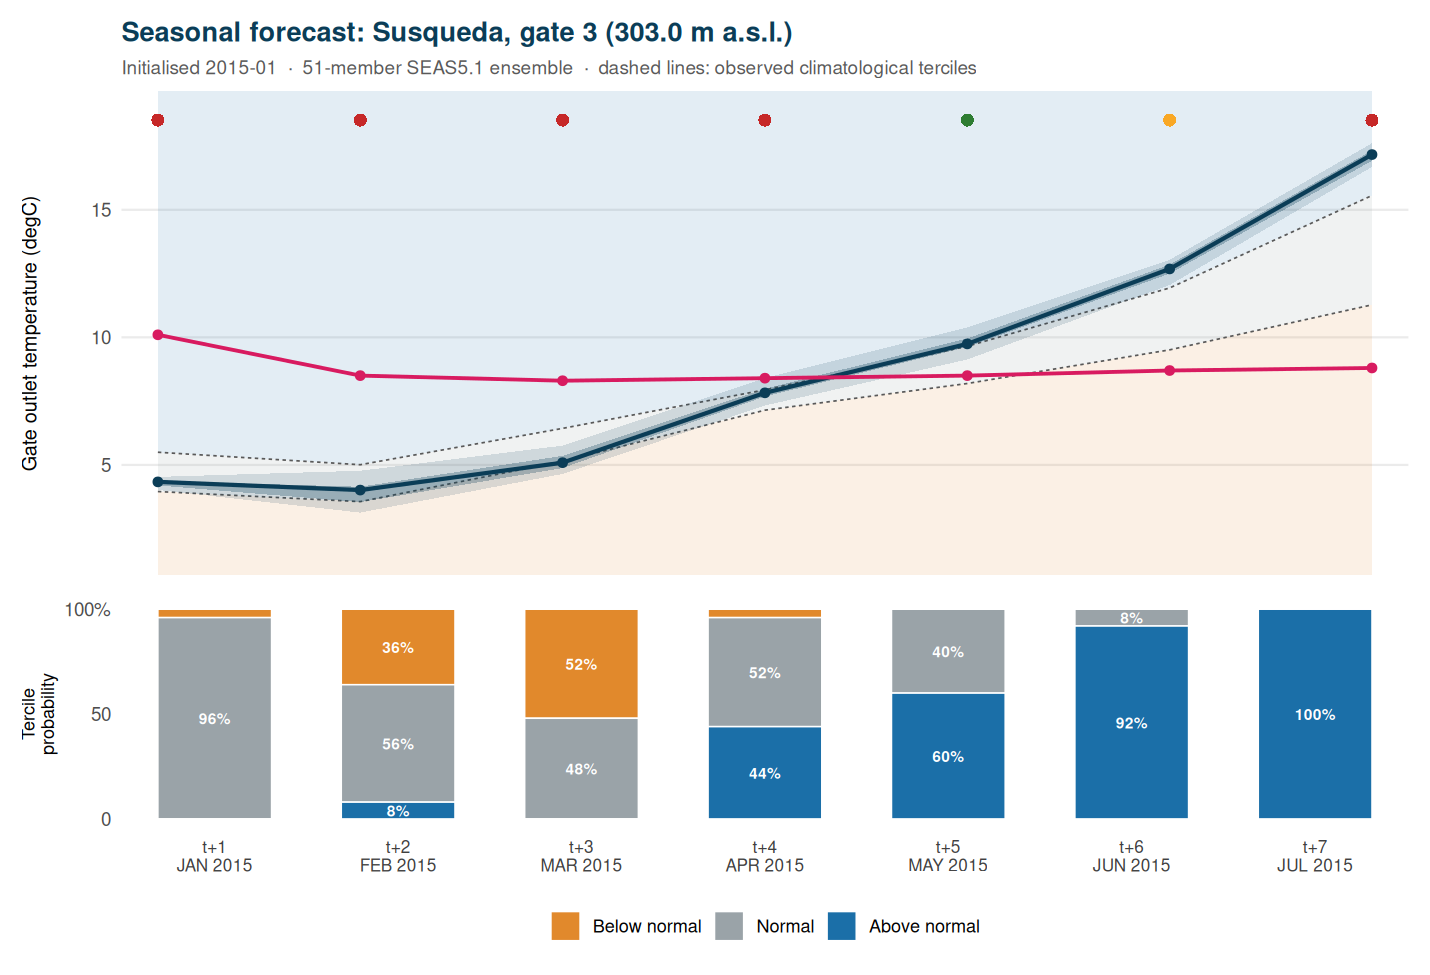 Seasonal forecast: Susqueda, gate 3 (303.0 m a.s.l.)
Initialised 2015-01 · 51-member SEAS5.1 ensemble · dashed lines: observed climatological terciles
Gate outlet temperature (degC)
15
10
5
Tercile
probability
100%
50
0
96%
36%
56%
8%
52%
48%
52%
44%
40%
60%
8%
92%
100%
t+1
JAN 2015
t+2
FEB 2015
t+3
MAR 2015
t+4
APR 2015
t+5
MAY 2015
t+6
JUN 2015
t+7
JUL 2015
Below normal
Normal
Above normal